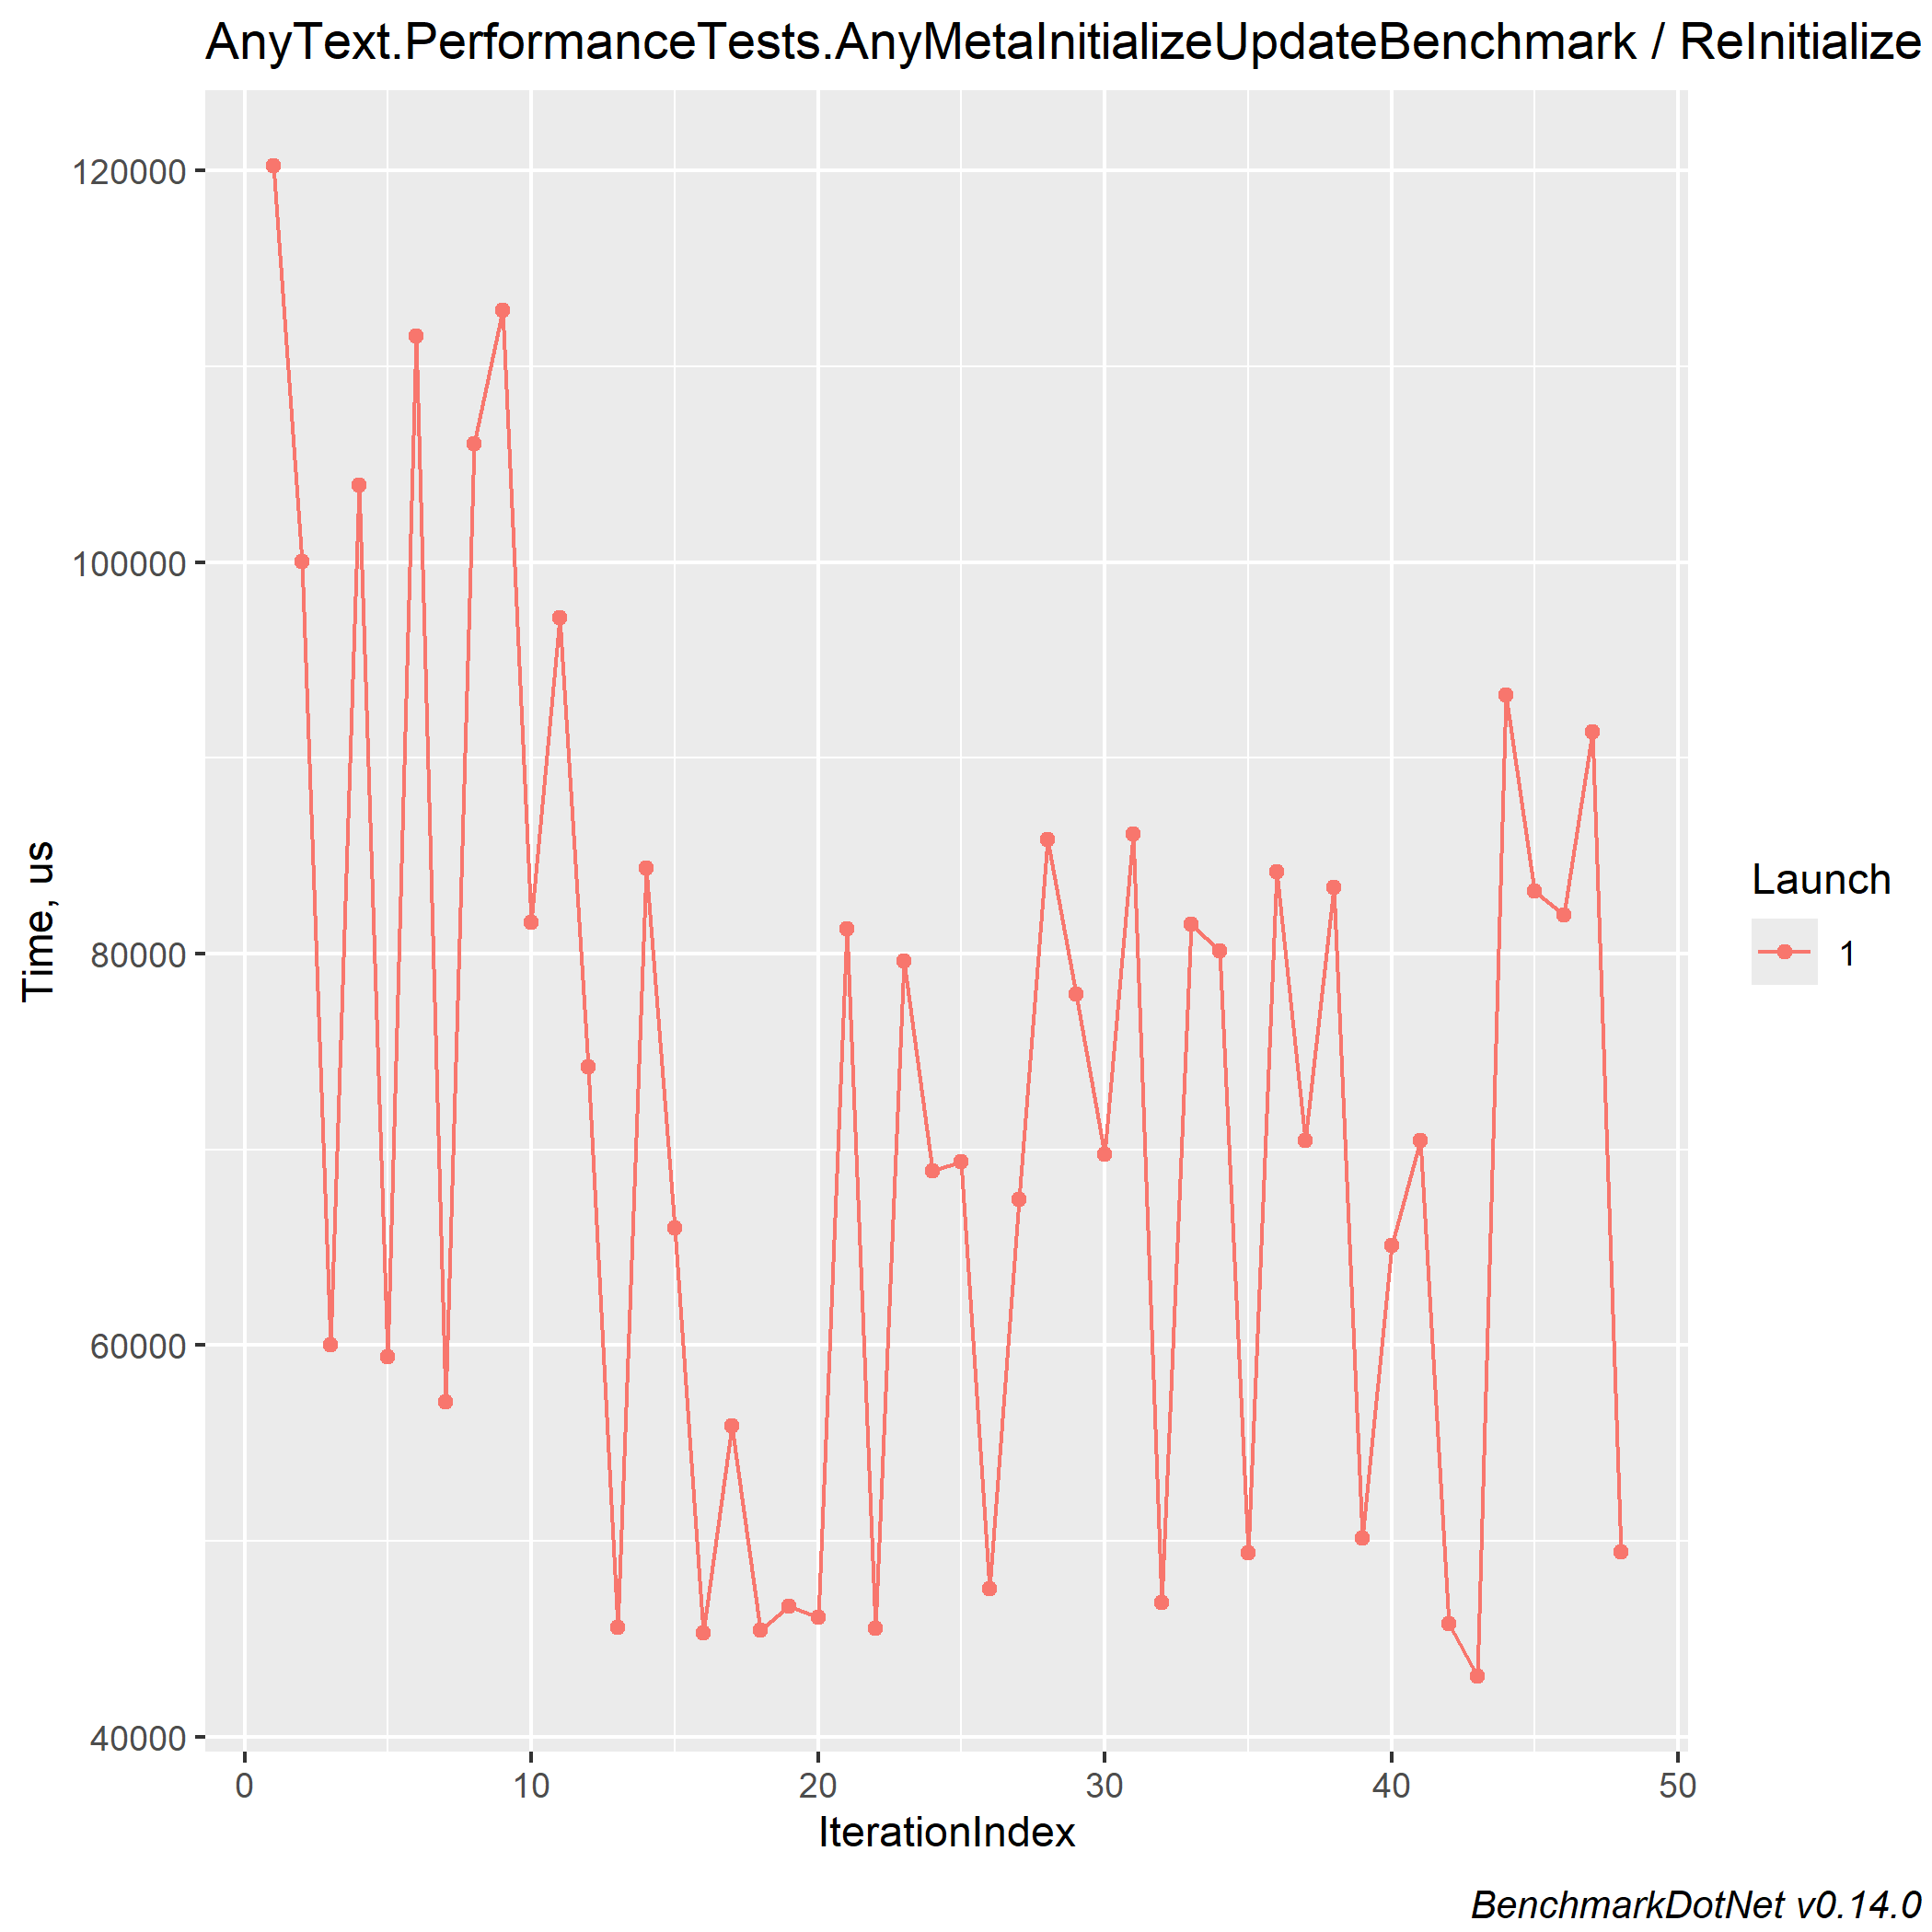 AnyText.PerformanceTests.AnyMetaInitializeUpdateBenchmark / ReInitialize
120000
100000
80000
60000
40000
Time, us
0 10 20 30 40 50
IterationIndex
Launch
1
BenchmarkDotNet v0.14.0